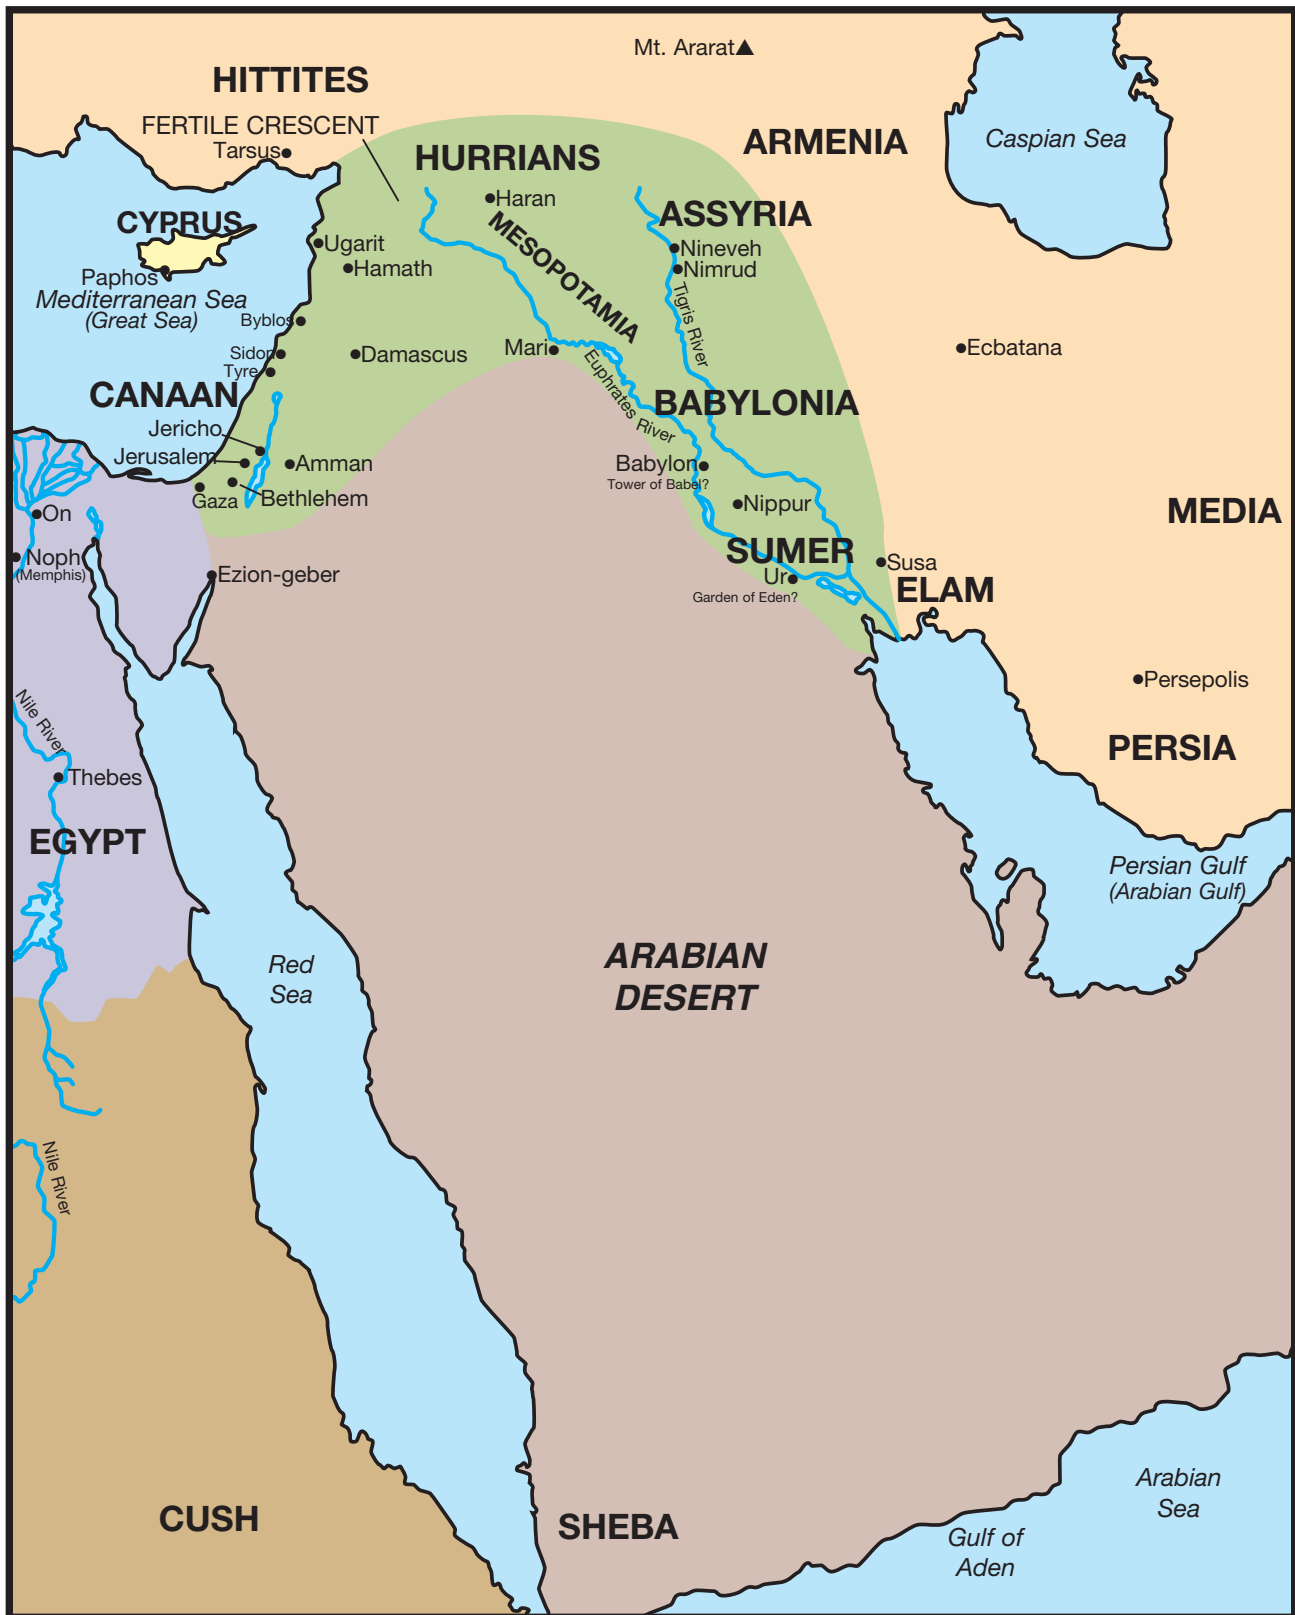 Mt. Ararat
HITTITES
FERTILE CRESCENT
Tarsus
HURRIANS
ARMENIA
Caspian Sea
Haran
CYPRUS
ASSYRIA
MESOPOTAMIA
Ugarit
Nineveh
Hamath
Nimrud
Paphos
Mediterranean Sea
(Great Sea)
Tigris River
Byblos
Sidon
Damascus
Mari
Ecbatana
Tyre
Euphrates River
CANAAN
BABYLONIA
Jericho
Jerusalem
Amman
Babylon
Tower of Babel?
Gaza
Bethlehem
Nippur
On
MEDIA
Noph
(Memphis)
SUMER
Susa
Ezion-geber
Ur
Garden of Eden?
ELAM
Persepolis
Nile River
PERSIA
Thebes
EGYPT
Persian Gulf
(Arabian Gulf)
Red
Sea
ARABIAN
DESERT
Nile River
Arabian
Sea
CUSH
SHEBA
Gulf of
Aden